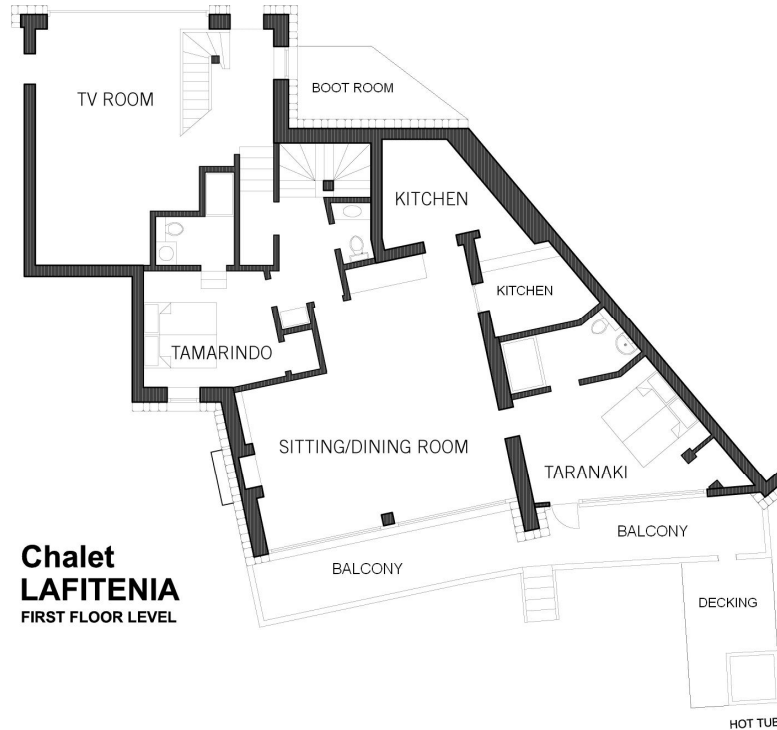 TV ROOM
BOOT ROOM
KITCHEN
KITCHEN
TAMARINDO
SITTING/DINING ROOM
TARANAKI
BALCONY
BALCONY
Chalet
LAFITENIA
FIRST FLOOR LEVEL
DECKING
HOT TUB